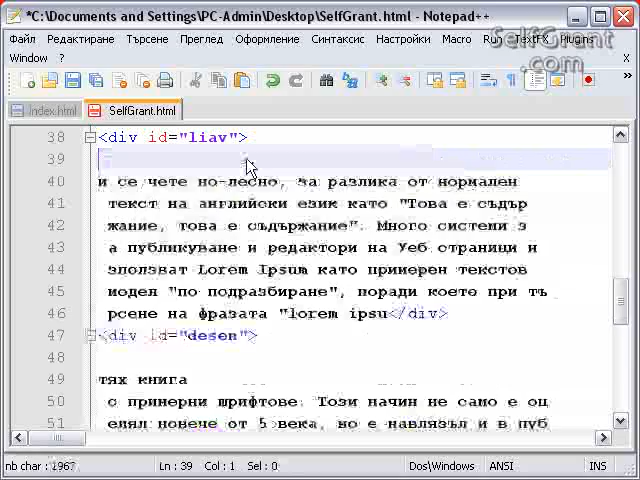 *C:\Documents and Settings\PC-Admin\Desktop\SelfGrant.html - Notepad++
Файл Редактиране Търсене Преглед Оформление Синтаксис Настройки Macro Run TextFX Plugins
Window X
SelfGrant
.com
Index.html SelfGrant.html
38 <div id="liav">
39
40 и се чете по-лесно, за разлика от нормален
41 текст на английски език като "Това е съдър
42 жание, това е съдържание". Много системи з
43 а публикуване и редактори на Уеб страници и
44 зползват Lorem Ipsum като примерен текстов
45 модел "по подразбиране", поради което при тъ
46 рсене на фразата "lorem ipsu</div>
47 <div id="desen">
48
49 тях книга
50 с примерни шрифтове. Този начин не само е оц
51 елял повече от 5 века, но е навлязъл и в пуб
nb char : 1967 Ln : 39 Col : 1 Sel : 0 Dos\Windows ANSI INS